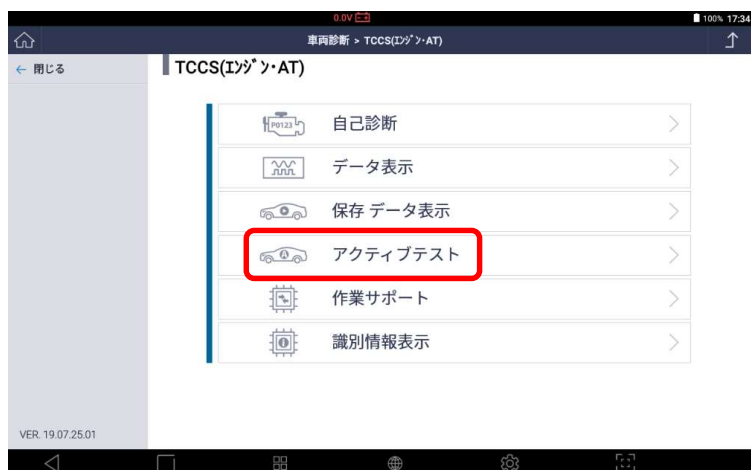 0.0V
100% 17:34
車両診断 > TCCS(ｴﾝｼﾞﾝ･AT)
← 閉じる
TCCS(ｴﾝｼﾞﾝ･AT)
P0123 自己診断
データ表示
保存 データ表示
A アクティブテスト
作業サポート
識別情報表示
VER. 19.07.25.01